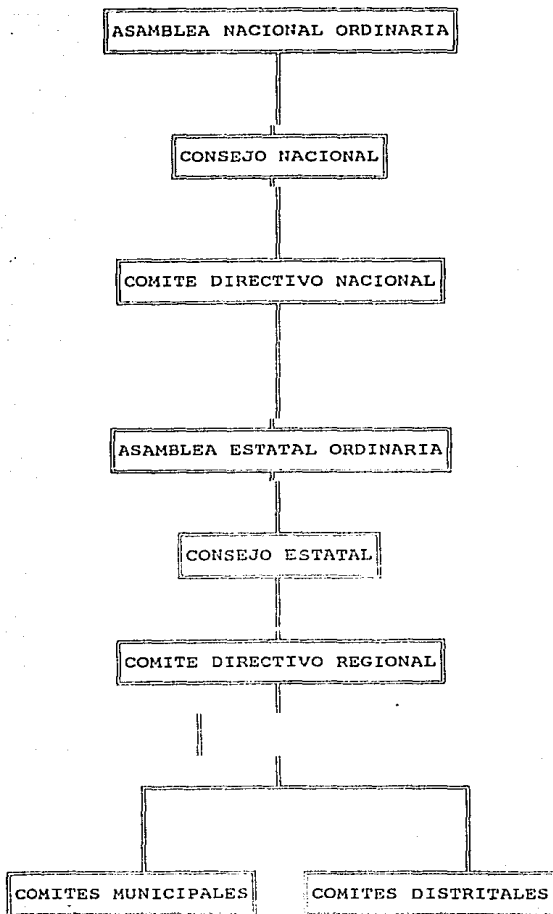 ASAMBLEA NACIONAL ORDINARIA
CONSEJO NACIONAL
COMITE DIRECTIVO NACIONAL
ASAMBLEA ESTATAL ORDINARIA
CONSEJO ESTATAL
COMITE DIRECTIVO REGIONAL
COMITES MUNICIPALES
COMITES DISTRITALES